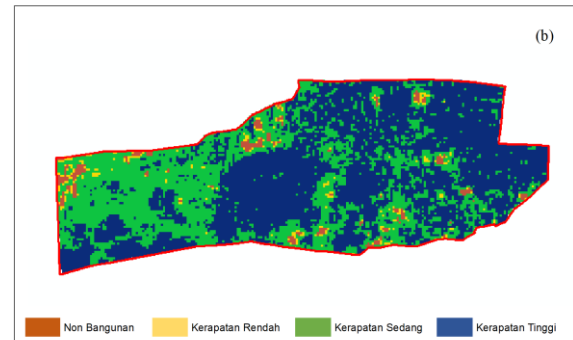 (b)
Non Bangunan
Kerapatan Rendah
Kerapatan Sedang
Kerapatan Tinggi